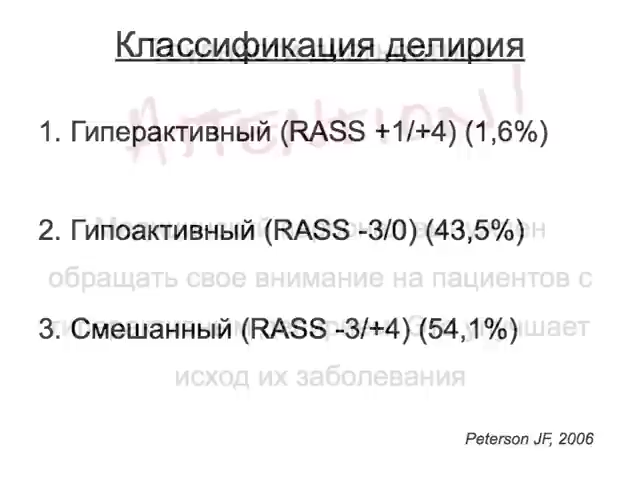 Классификация делирия
ATTENTION!
1. Гиперактивный (RASS +1/+4) (1,6%)
2. Гипоактивный (RASS -3/0) (43,5%)
обращать свое внимание на пациентов с
3. Смешанный (RASS -3/+4) (54,1%)
исход их заболевания
Peterson JF, 2006